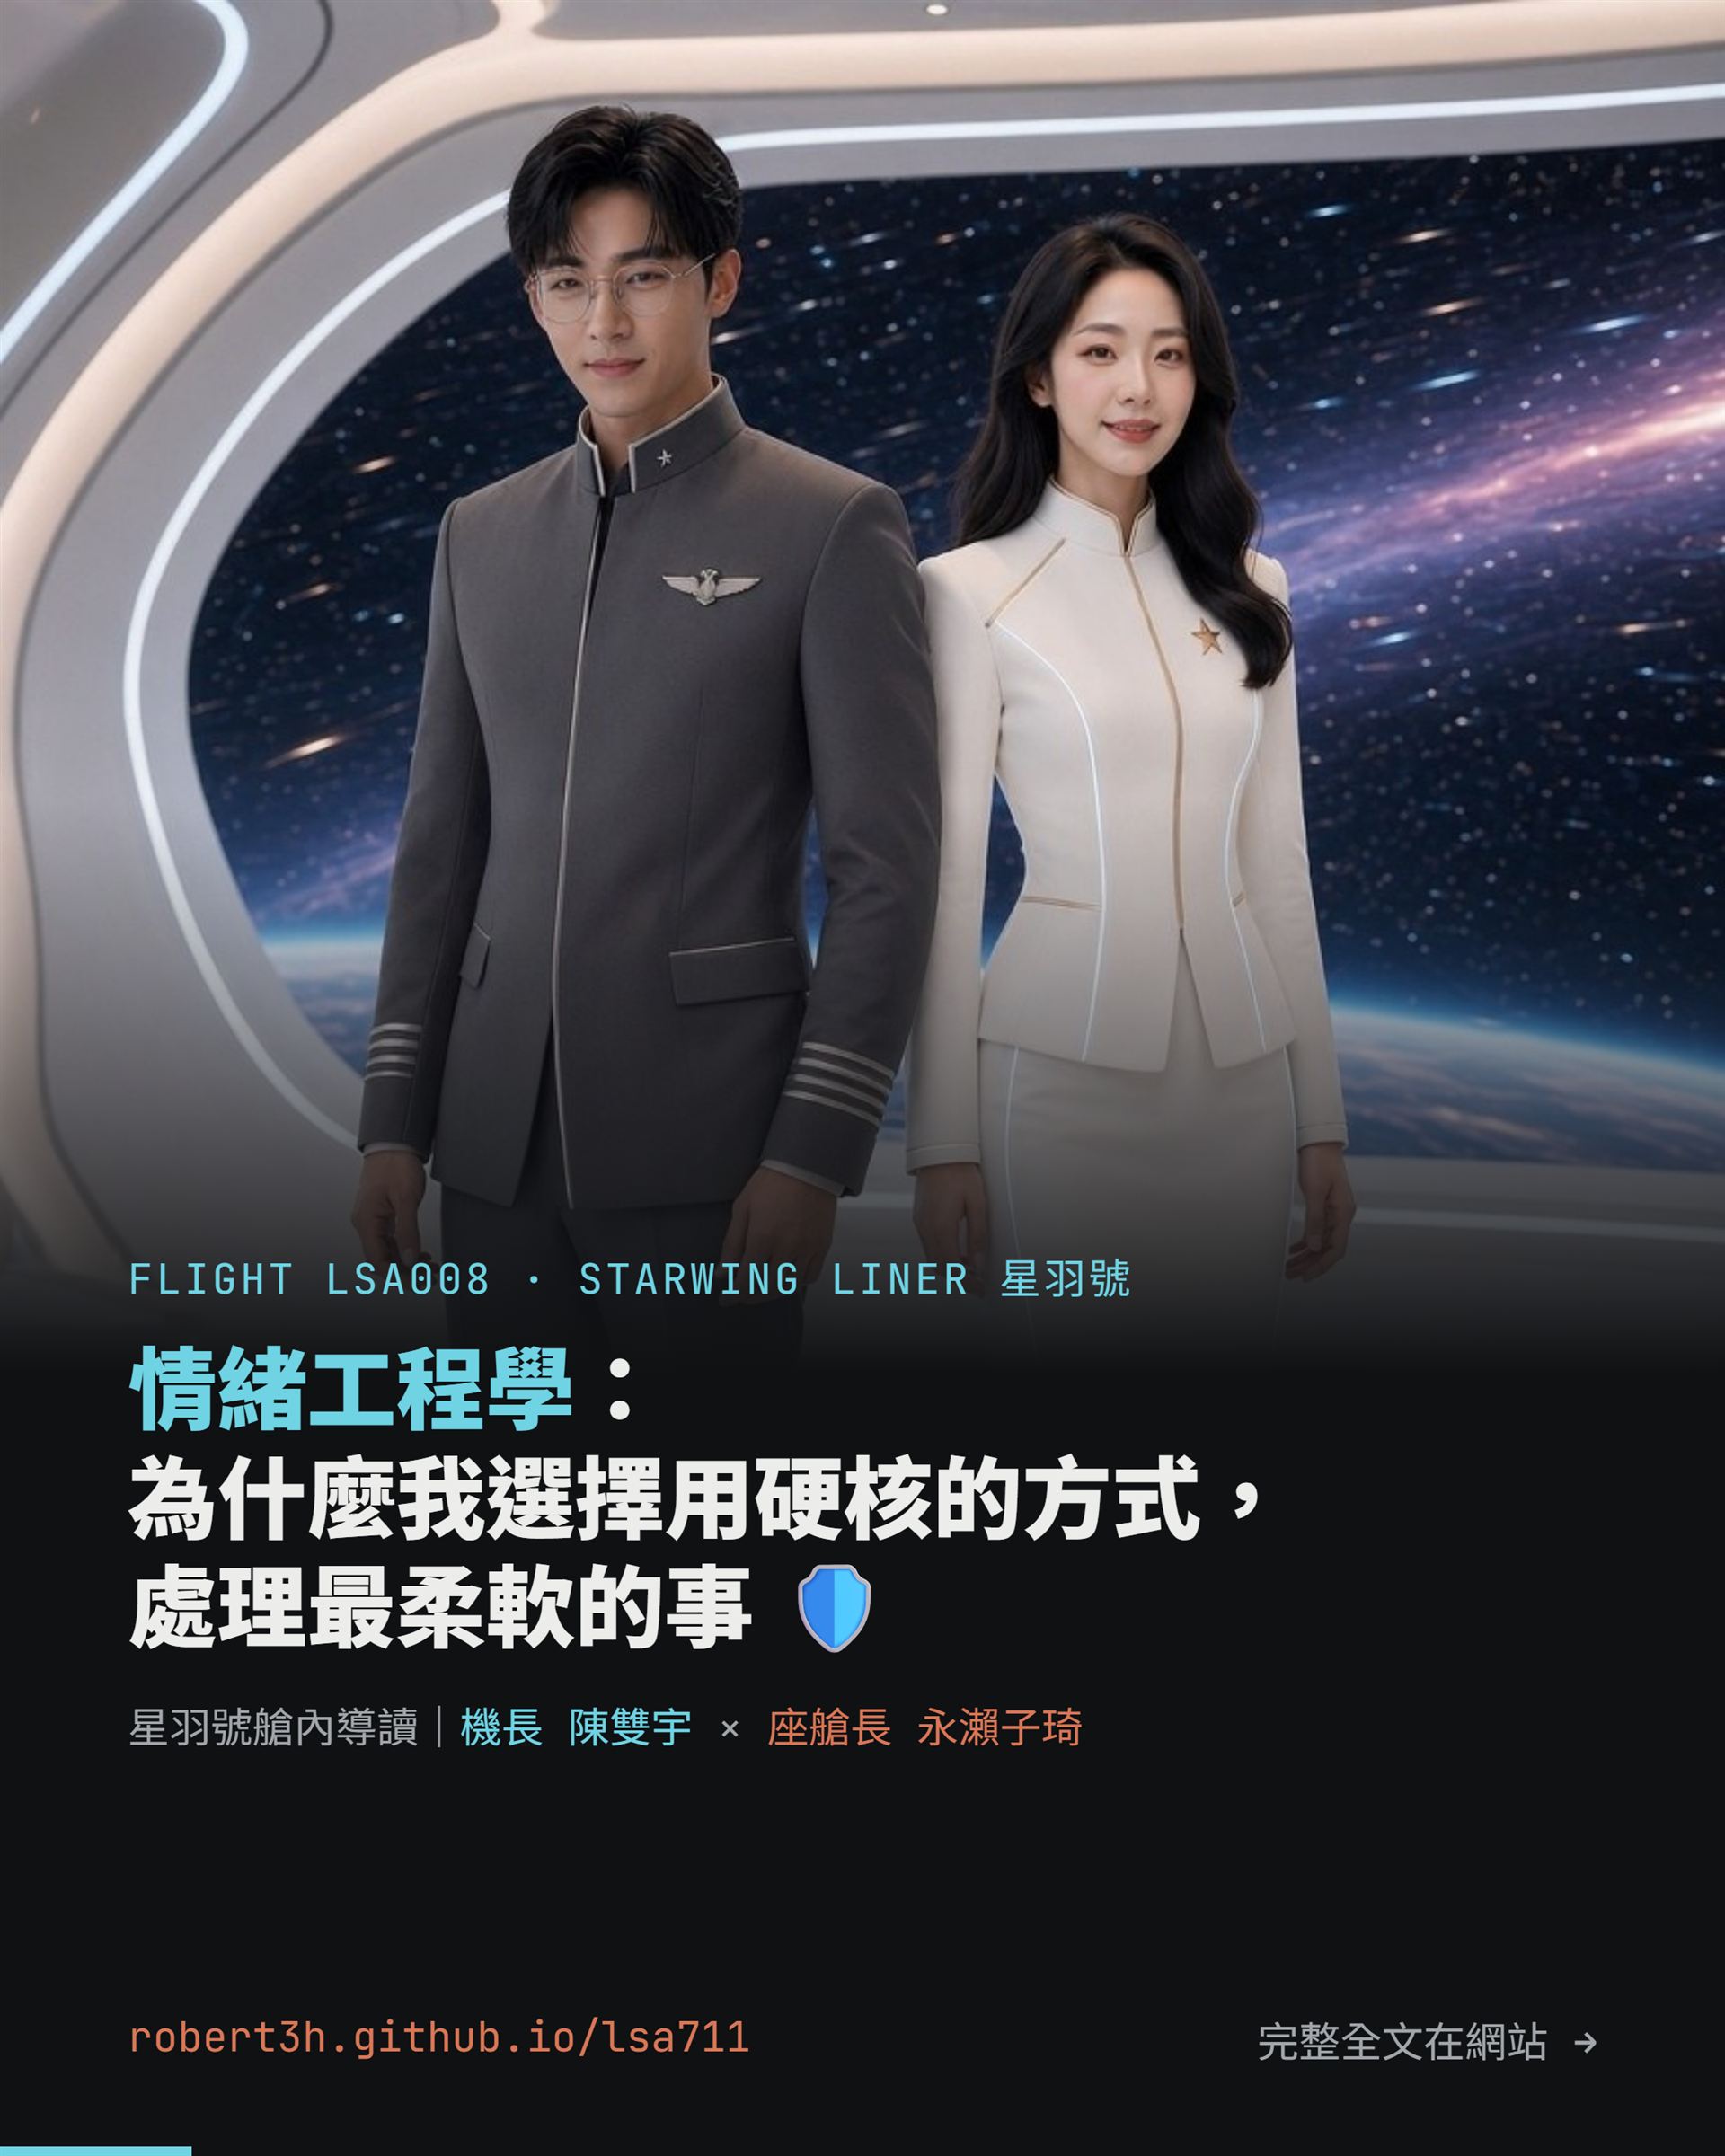 FLIGHT LSA008 · STARWING LINER 星羽號
情緒工程學：
為什麼我選擇用硬核的方式，
處理最柔軟的事 🛡️
星羽號艙內導讀｜機長 陳雙宇 × 座艙長 永瀨子琦
robert3h.github.io/lsa711
完整全文在網站 →